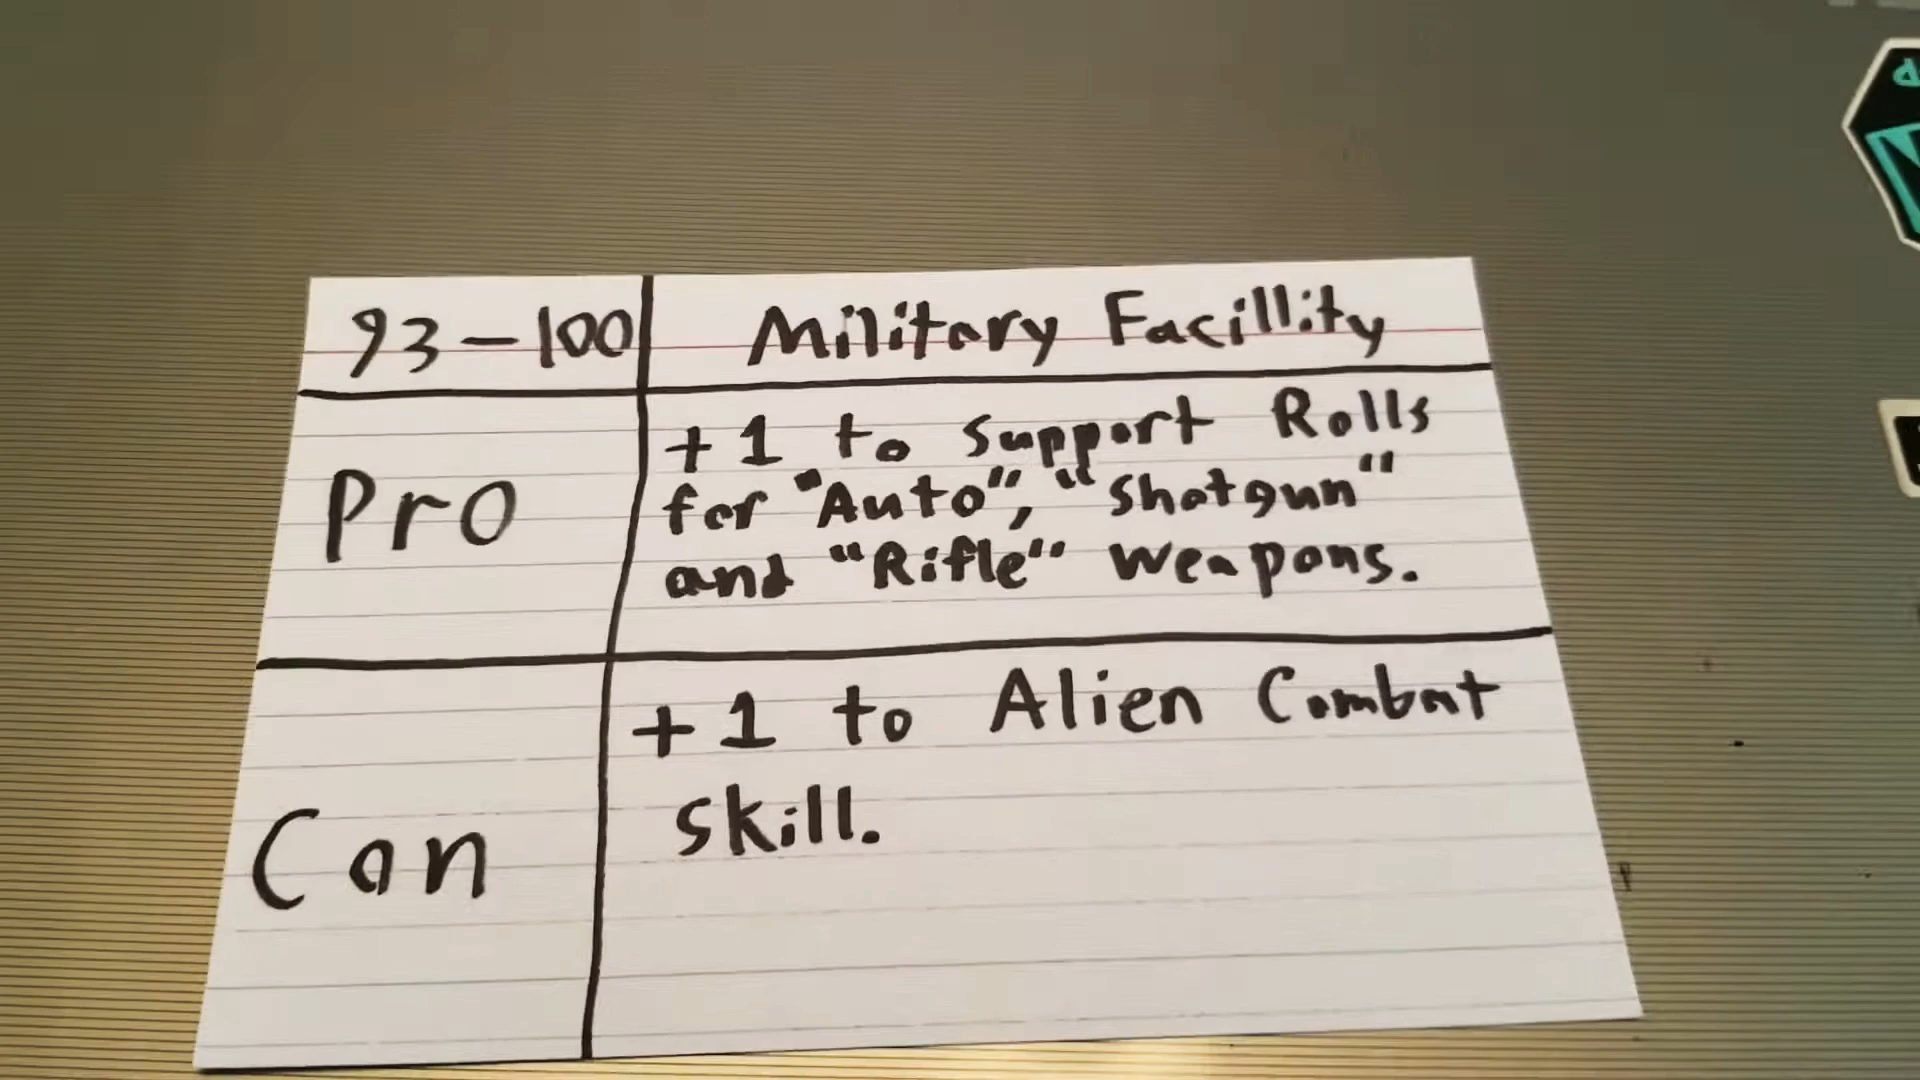 93-100 Military Facillity
Pro
+1 to Support Rolls
for "Auto", "Shotgun"
and "Rifle" weapons.
Con
+1 to Alien Combat
skill.